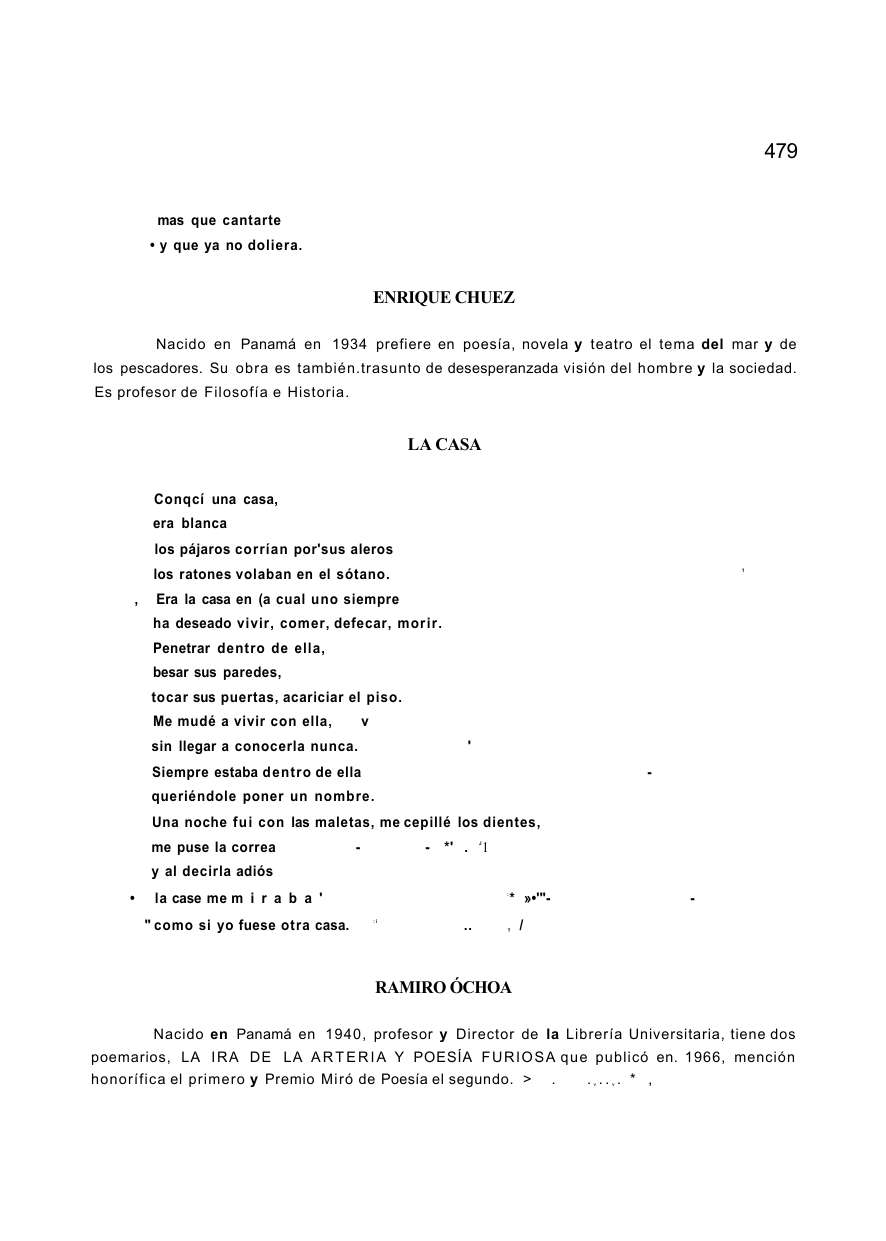 479
mas que cantarte
• y que ya no doliera.
ENRIQUE CHUEZ
Nacido en Panamá en 1934 prefiere en poesía, novela y teatro el tema del mar y de
los pescadores. Su obra es también.trasunto de desesperanzada visión del hombre y la sociedad.
Es profesor de Filosofía e Historia.
LA CASA
Conqcí una casa,
era blanca
los pájaros corrían por'sus aleros
los ratones volaban en el sótano. '
, Era la casa en (a cual uno siempre
ha deseado vivir, comer, defecar, morir.
Penetrar dentro de ella,
besar sus paredes,
tocar sus puertas, acariciar el piso.
Me mudé a vivir con ella, v
sin llegar a conocerla nunca. '
Siempre estaba dentro de ella -
queriéndole poner un nombre.
Una noche fui con las maletas, me cepillé los dientes,
me puse la correa - - *' . 1
y al decirla adiós
• la case me m i r a b a ' * »•'"- -
" como si yo fuese otra casa. .. , /
RAMIRO ÓCHOA
Nacido en Panamá en 1940, profesor y Director de la Librería Universitaria, tiene dos
poemarios, LA IRA DE LA ARTERIA Y POESÍA FURIOSA que publicó en. 1966, mención
honorífica el primero y Premio Miró de Poesía el segundo. > . .,..,. * ,